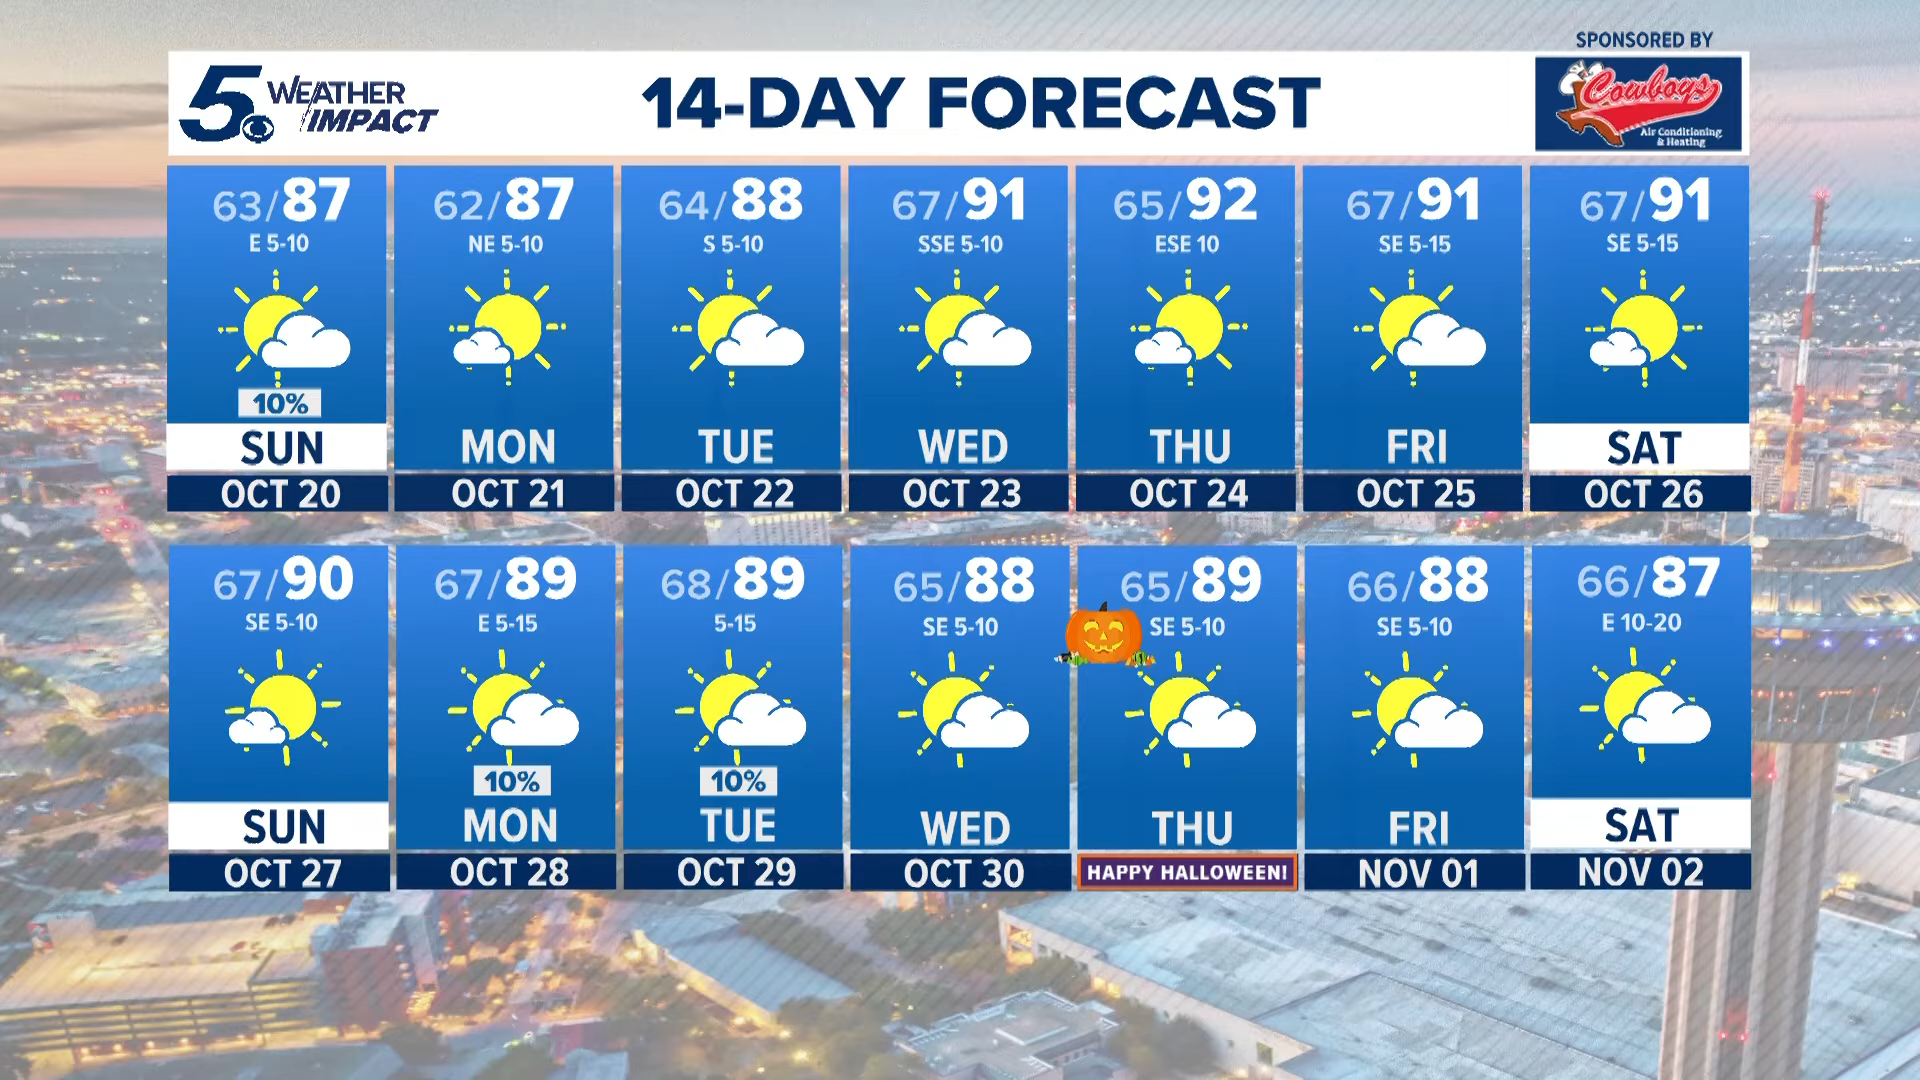 SPONSORED BY
5 WEATHER IMPACT
14-DAY FORECAST
Cowboys
Air Conditioning
& Heating
63/87
E 5-10
10%
SUN
OCT 20
62/87
NE 5-10
MON
OCT 21
64/88
S 5-10
TUE
OCT 22
67/91
SSE 5-10
WED
OCT 23
65/92
ESE 10
THU
OCT 24
67/91
SE 5-15
FRI
OCT 25
67/91
SE 5-15
SAT
OCT 26
67/90
SE 5-10
SUN
OCT 27
67/89
E 5-15
10%
MON
OCT 28
68/89
5-15
10%
TUE
OCT 29
65/88
SE 5-10
WED
OCT 30
65/89
SE 5-10
THU
HAPPY HALLOWEEN!
66/88
SE 5-10
FRI
NOV 01
66/87
E 10-20
SAT
NOV 02